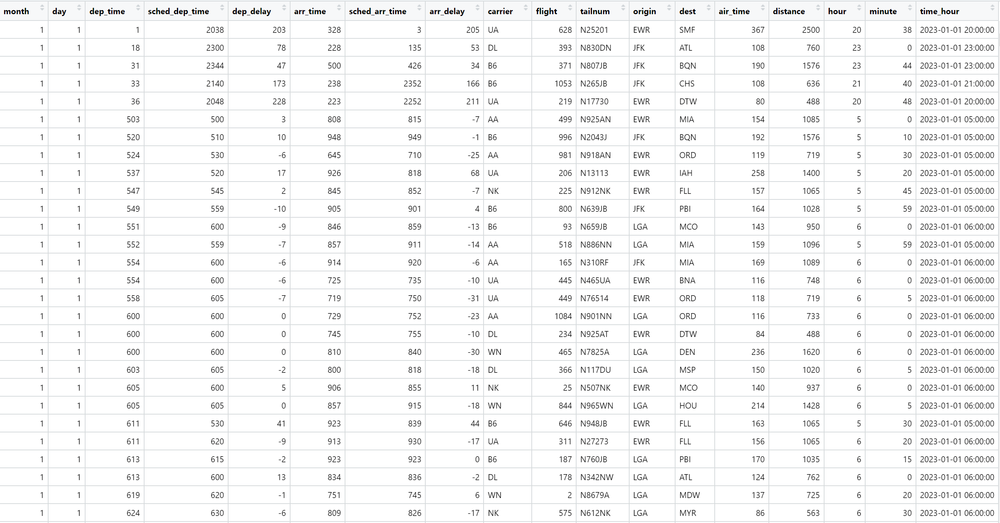 month day dep_time sched_dep_time dep_delay arr_time sched_arr_time arr_delay carrier flight tailnum origin dest air_time distance hour minute time_hour
1 1 1 2038 203 328 3 205 UA 628 N25201 EWR SMF 367 2500 20 38 2023-01-01 20:00:00
1 1 18 2300 78 228 135 53 DL 393 N830DN JFK ATL 108 760 23 0 2023-01-01 23:00:00
1 1 31 2344 47 500 426 34 B6 371 N807JB JFK BQN 190 1576 23 44 2023-01-01 23:00:00
1 1 33 2140 173 238 2352 166 B6 1053 N265JB JFK CHS 108 636 21 40 2023-01-01 21:00:00
1 1 36 2048 228 223 2252 211 UA 219 N17730 EWR DTW 80 488 20 48 2023-01-01 20:00:00
1 1 503 500 3 808 815 -7 AA 499 N925AN EWR MIA 154 1085 5 0 2023-01-01 05:00:00
1 1 520 510 10 948 949 -1 B6 996 N2043J JFK BQN 192 1576 5 10 2023-01-01 05:00:00
1 1 524 530 -6 645 710 -25 AA 981 N918AN EWR ORD 119 719 5 30 2023-01-01 05:00:00
1 1 537 520 17 926 818 68 UA 206 N13113 EWR IAH 258 1400 5 20 2023-01-01 05:00:00
1 1 547 545 2 845 852 -7 NK 225 N912NK EWR FLL 157 1065 5 45 2023-01-01 05:00:00
1 1 549 559 -10 905 901 4 B6 800 N639JB JFK PBI 164 1028 5 59 2023-01-01 05:00:00
1 1 551 600 -9 846 859 -13 B6 93 N659JB LGA MCO 143 950 6 0 2023-01-01 06:00:00
1 1 552 559 -7 857 911 -14 AA 518 N886NN LGA MIA 159 1096 5 59 2023-01-01 05:00:00
1 1 554 600 -6 914 920 -6 AA 165 N310RF JFK MIA 169 1089 6 0 2023-01-01 06:00:00
1 1 554 600 -6 725 735 -10 UA 445 N465UA EWR BNA 116 748 6 0 2023-01-01 06:00:00
1 1 558 605 -7 719 750 -31 UA 449 N76514 EWR ORD 118 719 6 5 2023-01-01 06:00:00
1 1 600 600 0 729 752 -23 AA 1084 N901NN LGA ORD 116 733 6 0 2023-01-01 06:00:00
1 1 600 600 0 745 755 -10 DL 234 N925AT EWR DTW 84 488 6 0 2023-01-01 06:00:00
1 1 600 600 0 810 840 -30 WN 465 N7825A LGA DEN 236 1620 6 0 2023-01-01 06:00:00
1 1 603 605 -2 800 818 -18 DL 366 N117DU LGA MSP 150 1020 6 5 2023-01-01 06:00:00
1 1 605 600 5 906 855 11 NK 25 N507NK EWR MCO 140 937 6 0 2023-01-01 06:00:00
1 1 605 605 0 857 915 -18 WN 844 N965WN LGA HOU 214 1428 6 5 2023-01-01 06:00:00
1 1 611 530 41 923 839 44 B6 646 N948JB EWR FLL 163 1065 5 30 2023-01-01 05:00:00
1 1 611 620 -9 913 930 -17 UA 311 N27273 EWR FLL 156 1065 6 20 2023-01-01 06:00:00
1 1 613 615 -2 923 923 0 B6 187 N760JB LGA PBI 170 1035 6 15 2023-01-01 06:00:00
1 1 613 600 13 834 836 -2 DL 178 N342NW LGA ATL 124 762 6 0 2023-01-01 06:00:00
1 1 619 620 -1 751 745 6 WN 2 N8679A LGA MDW 137 725 6 20 2023-01-01 06:00:00
1 1 624 630 -6 809 826 -17 NK 575 N612NK LGA MYR 86 563 6 30 2023-01-01 06:00:00